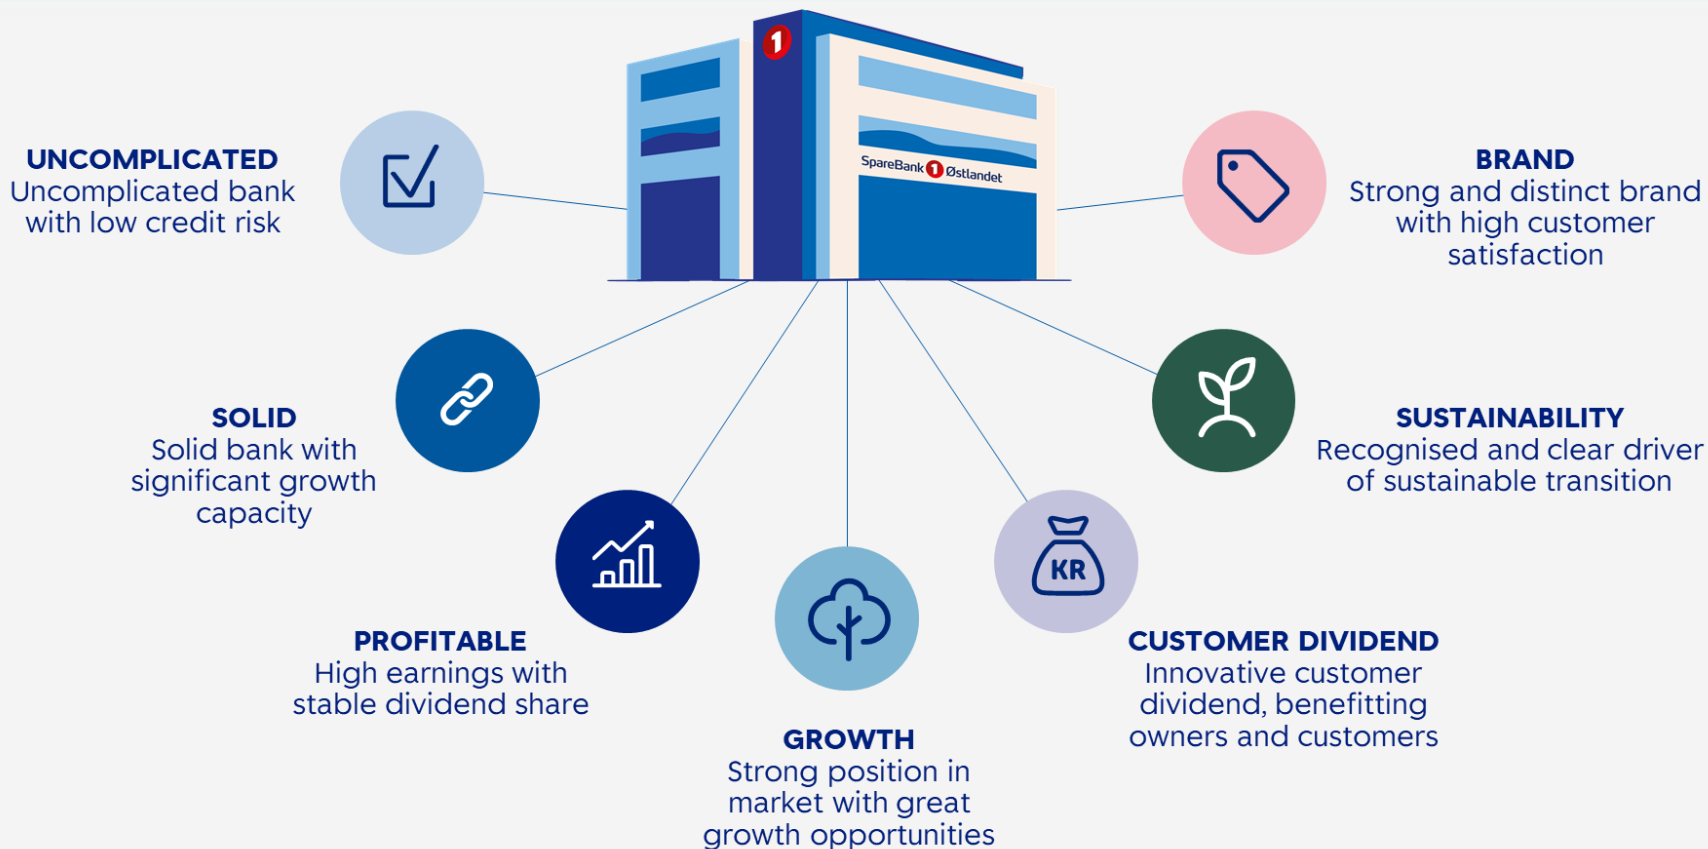 1
SpareBank 1 Østlandet
UNCOMPLICATED
Uncomplicated bank
with low credit risk
SOLID
Solid bank with
significant growth
capacity
PROFITABLE
High earnings with
stable dividend share
GROWTH
Strong position in
market with great
growth opportunities
KR
CUSTOMER DIVIDEND
Innovative customer
dividend, benefitting
owners and customers
SUSTAINABILITY
Recognised and clear driver
of sustainable transition
BRAND
Strong and distinct brand
with high customer
satisfaction